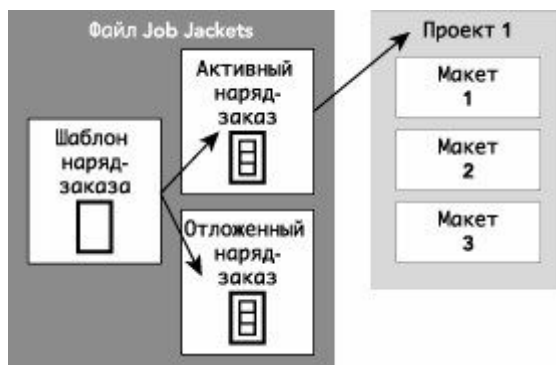 Файл Job Jackets
Шаблон
наряд-
заказа
Активный
наряд-
заказ
Отложенный
наряд-
заказ
Проект 1
Макет
1
Макет
2
Макет
3